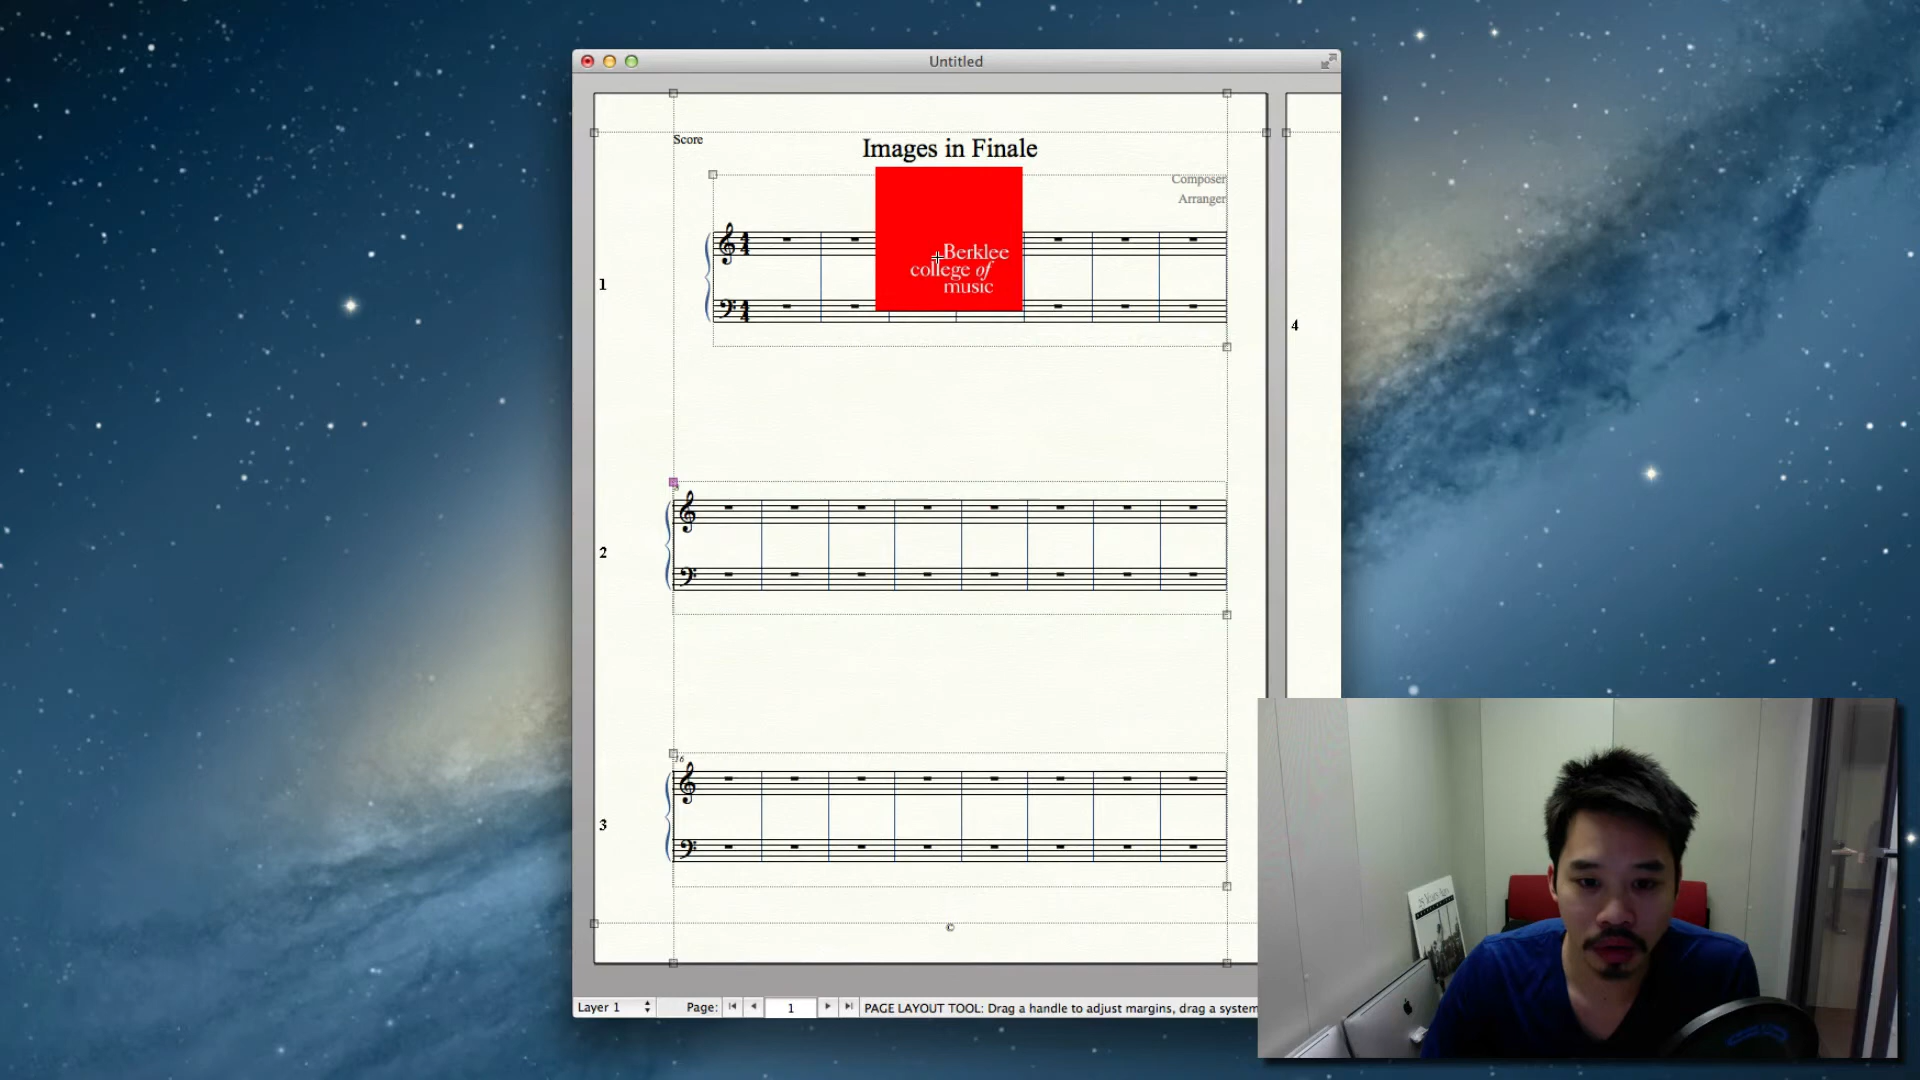 Untitled
Score
Images in Finale
Composer
Arranger
Berklee
college of
music
1
4
2
16
3
©
Layer 1
Page:
1
PAGE LAYOUT TOOL: Drag a handle to adjust margins, drag a system